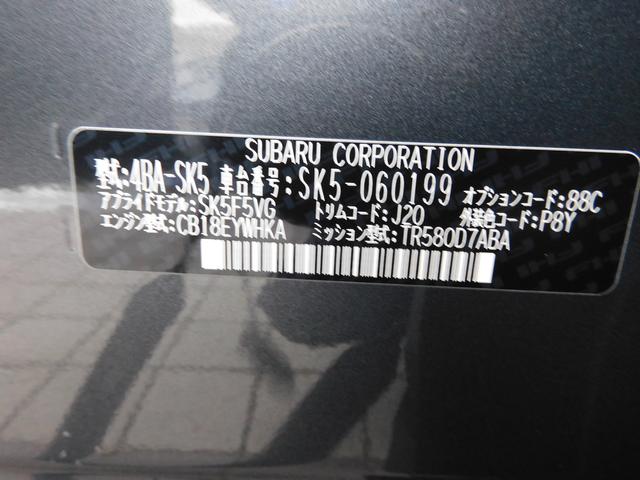 SUBARU CORPORATION
型式:4BA-SK5 車台番号:SK5-060199 オプションコード:88C
アプライドモデル:SK5F5VG トリムコード:J20 外装色コード:P8Y
エンジン型式:CB18EYWHKA ミッション型式:TR580D7ABA